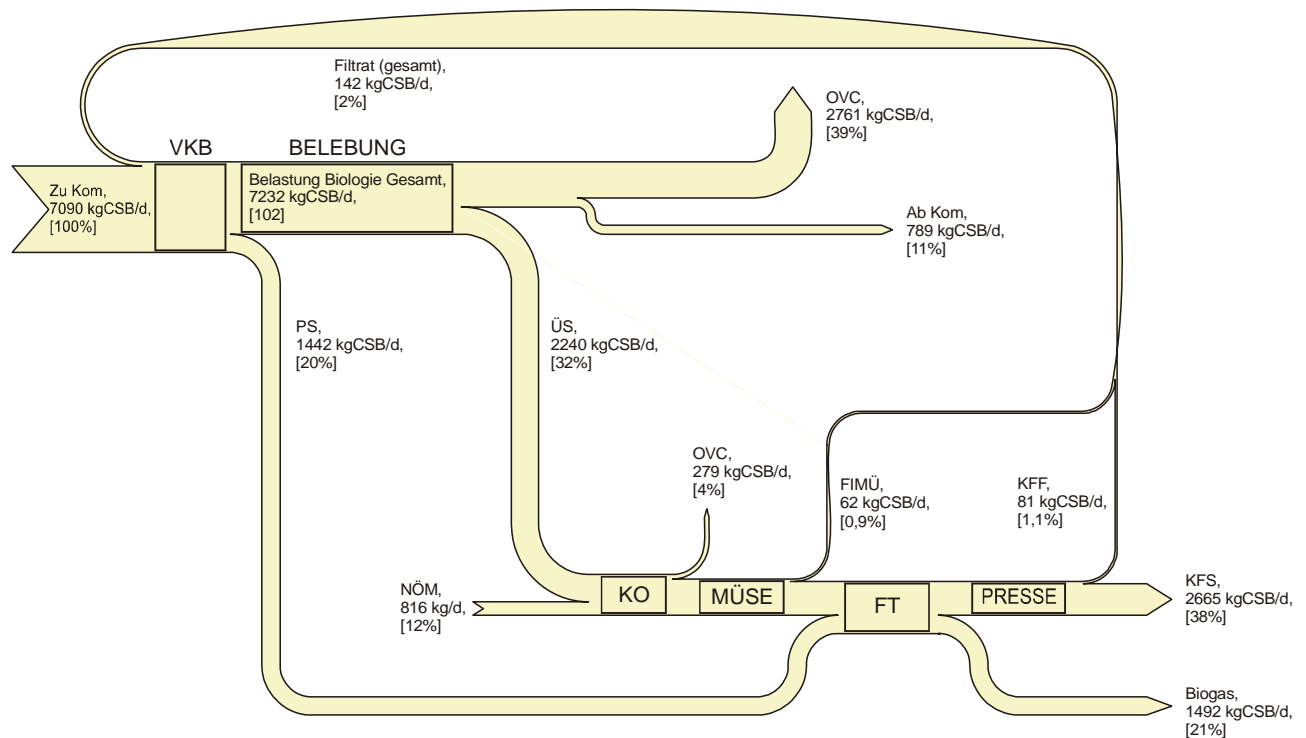 Filtrat (gesamt),
142 kgCSB/d,
[2%]
OVC,
2761 kgCSB/d,
[39%]
VKB
BELEBUNG
Zu Kom,
7090 kgCSB/d,
[100%]
Belastung Biologie Gesamt,
7232 kgCSB/d,
[102]
Ab Kom,
789 kgCSB/d,
[11%]
PS,
1442 kgCSB/d,
[20%]
ÜS,
2240 kgCSB/d,
[32%]
OVC,
279 kgCSB/d,
[4%]
FIMÜ,
62 kgCSB/d,
[0,9%]
KFF,
81 kgCSB/d,
[1,1%]
NÖM,
816 kg/d,
[12%]
KO
MÜSE
FT
PRESSE
KFS,
2665 kgCSB/d,
[38%]
Biogas,
1492 kgCSB/d,
[21%]